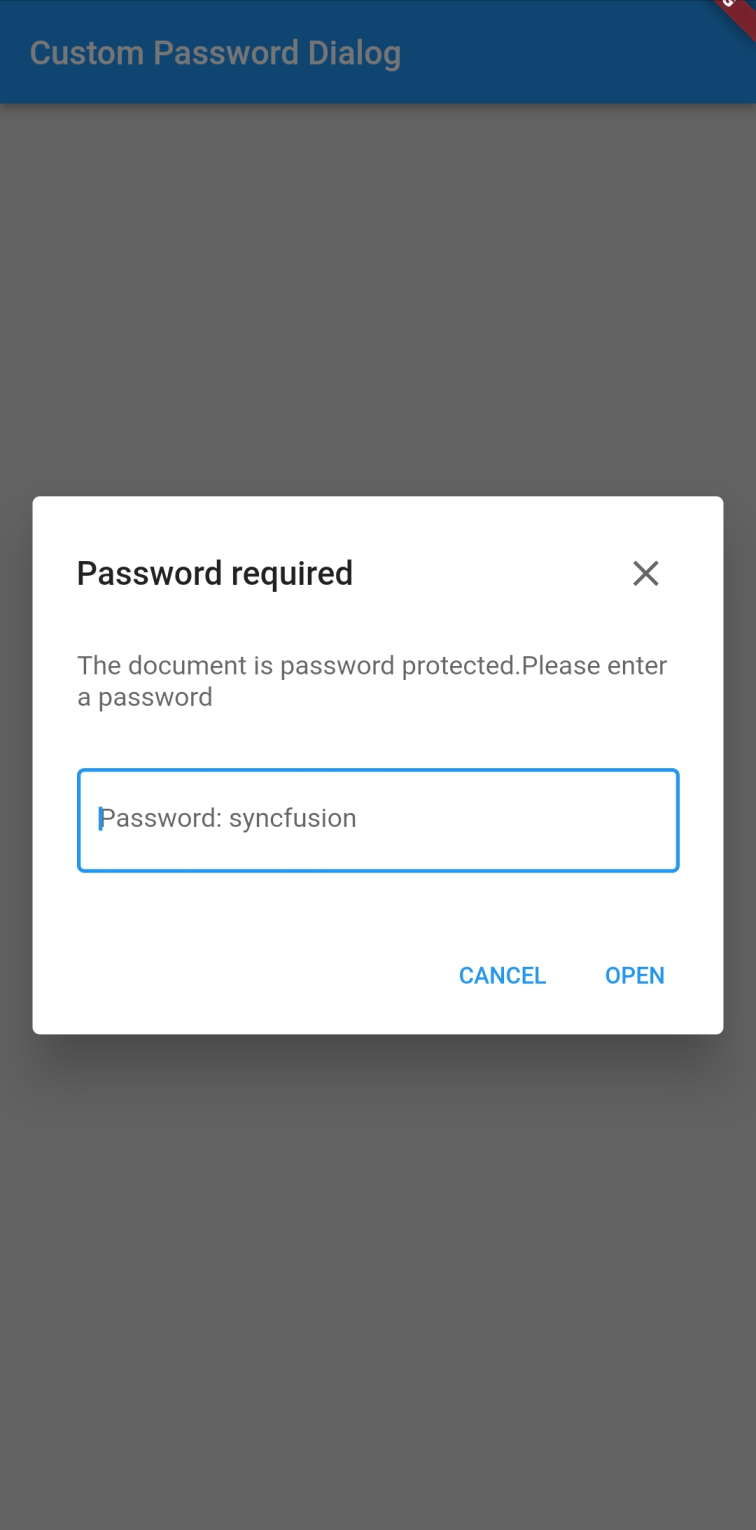 Custom Password Dialog
Password required
The document is password protected.Please enter
a password
Password: syncfusion
CANCEL
OPEN